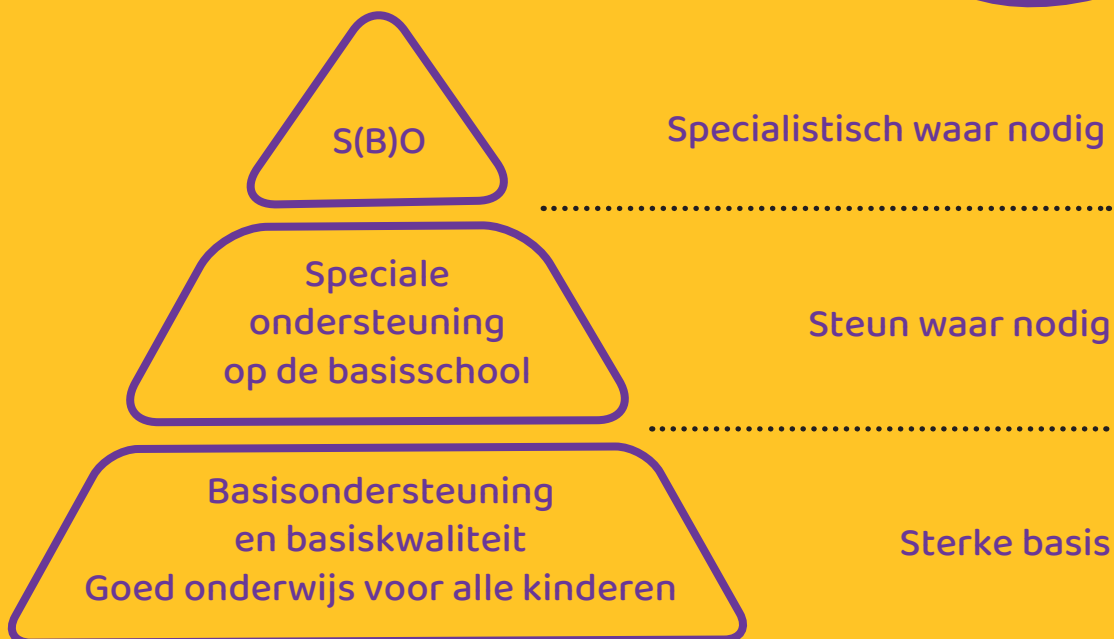 S(B)O
Specialistisch waar nodig
Speciale
ondersteuning
op de basisschool
Steun waar nodig
Basisondersteuning
en basiskwaliteit
Goed onderwijs voor alle kinderen
Sterke basis